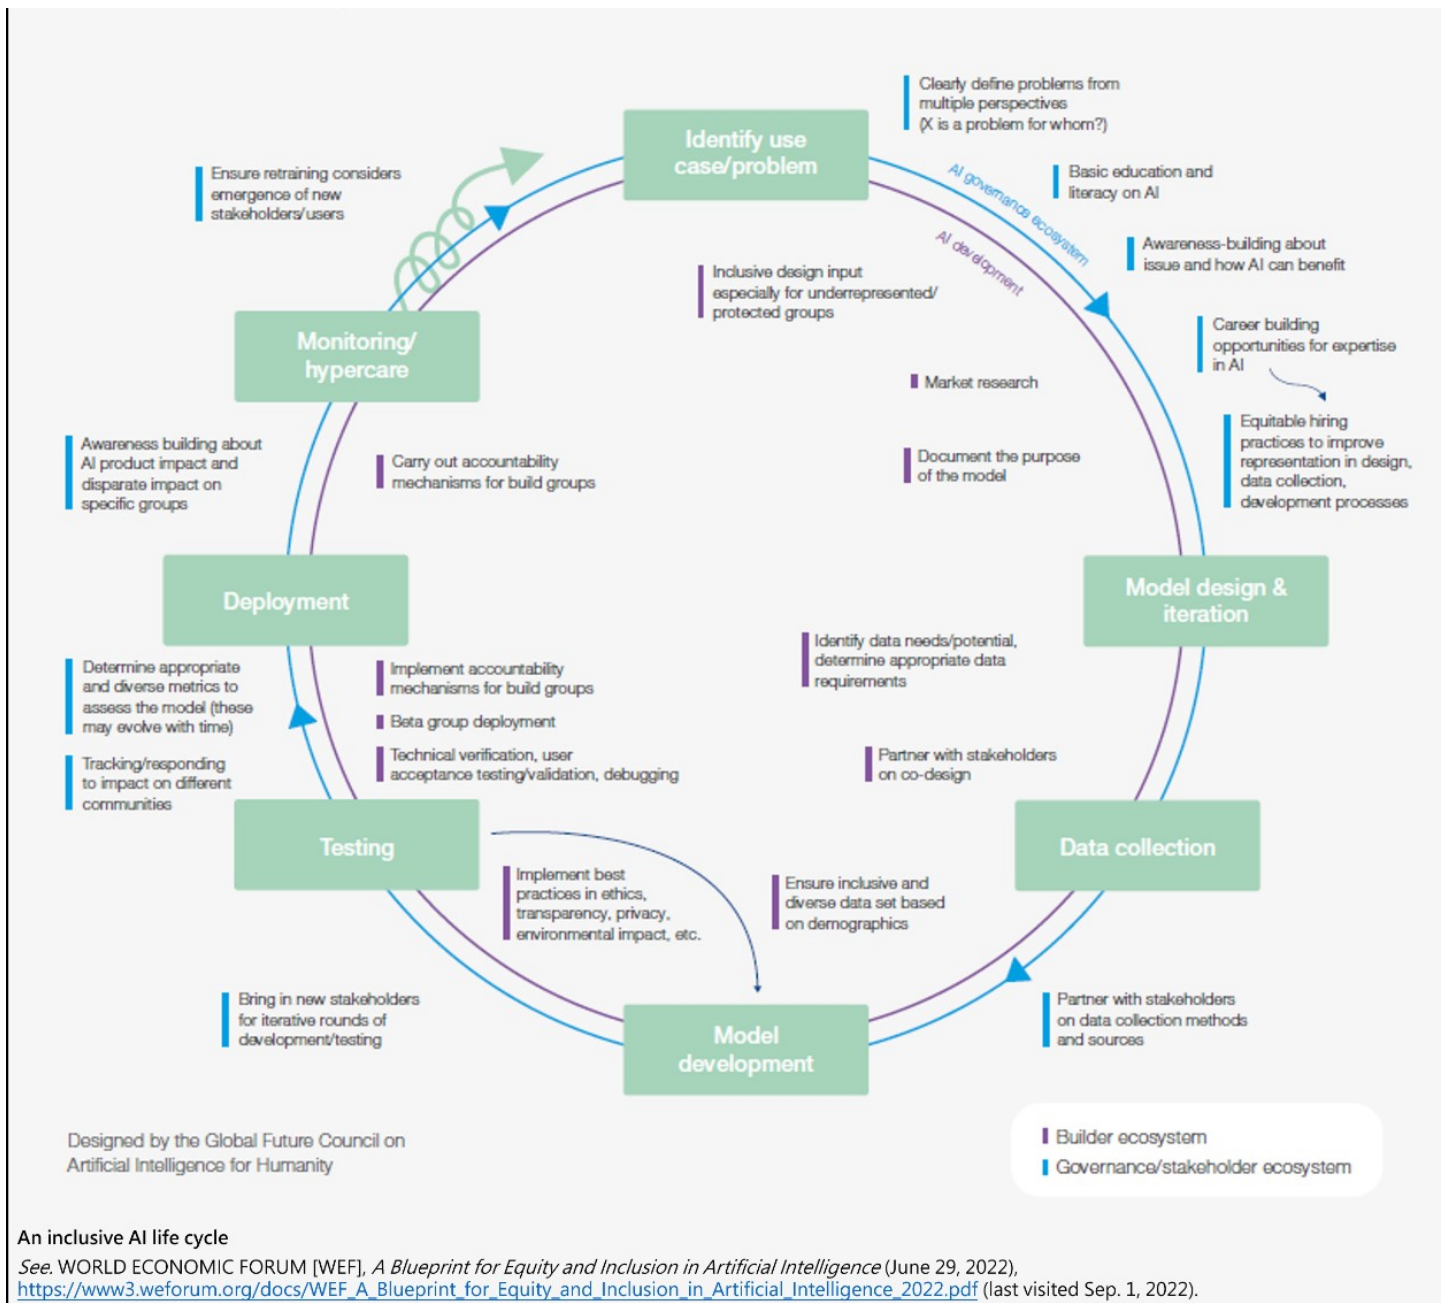 Clearly define problems from
multiple perspectives
(X is a problem for whom?)
Identify use
case/problem
Ensure retraining considers
emergence of new
stakeholders/users
AI governance ecosystem
Basic education and
literacy on AI
AI development
Awareness-building about
issue and how AI can benefit
Inclusive design input
especially for underrepresented/
protected groups
Career building
opportunities for expertise
in AI
Monitoring/
hypercare
Market research
Equitable hiring
practices to improve
representation in design,
data collection,
development processes
Awareness building about
AI product impact and
disparate impact on
specific groups
Carry out accountability
mechanisms for build groups
Document the purpose
of the model
Deployment
Model design &
iteration
Identify data needs/potential,
determine appropriate data
requirements
Determine appropriate
and diverse metrics to
assess the model (these
may evolve with time)
Implement accountability
mechanisms for build groups
Beta group deployment
Technical verification, user
acceptance testing/validation, debugging
Partner with stakeholders
on co-design
Tracking/responding
to impact on different
communities
Testing
Data collection
Implement best
practices in ethics,
transparency, privacy,
environmental impact, etc.
Ensure inclusive and
diverse data set based
on demographics
Bring in new stakeholders
for iterative rounds of
development/testing
Partner with stakeholders
on data collection methods
and sources
Model
development
Designed by the Global Future Council on
Artificial Intelligence for Humanity
Builder ecosystem
Governance/stakeholder ecosystem
An inclusive AI life cycle
See. WORLD ECONOMIC FORUM [WEF], A Blueprint for Equity and Inclusion in Artificial Intelligence (June 29, 2022),
https://www3.weforum.org/docs/WEF_A_Blueprint_for_Equity_and_Inclusion_in_Artificial_Intelligence_2022.pdf (last visited Sep. 1, 2022).